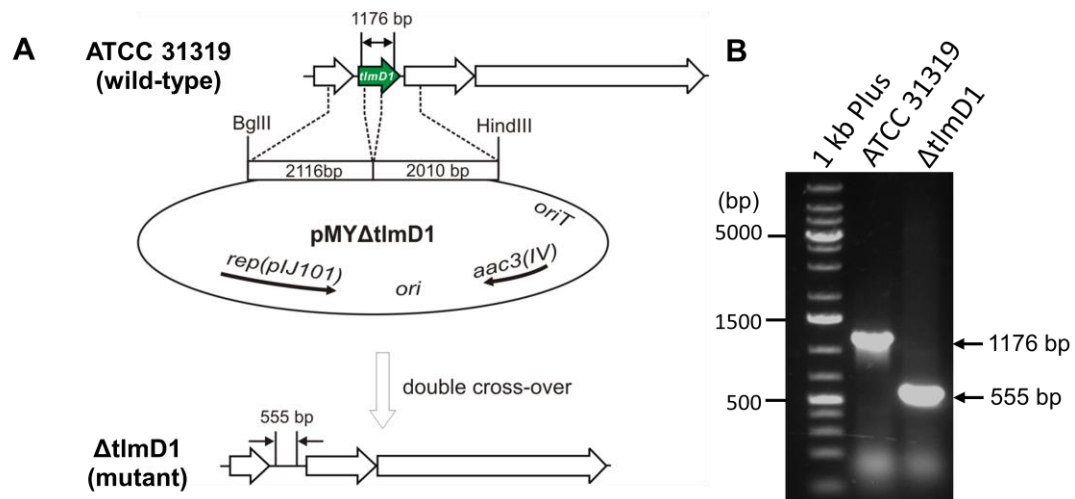 A
ATCC 31319
(wild-type)
1176 bp
tlmD1
BglII
HindIII
2116bp
2010 bp
oriT
pMYΔtlmD1
rep(pIJ101)
ori
aac3(IV)
double cross-over
555 bp
ΔtlmD1
(mutant)
B
1 kb Plus
ATCC 31319
ΔtlmD1
(bp)
5000
1500
500
1176 bp
555 bp